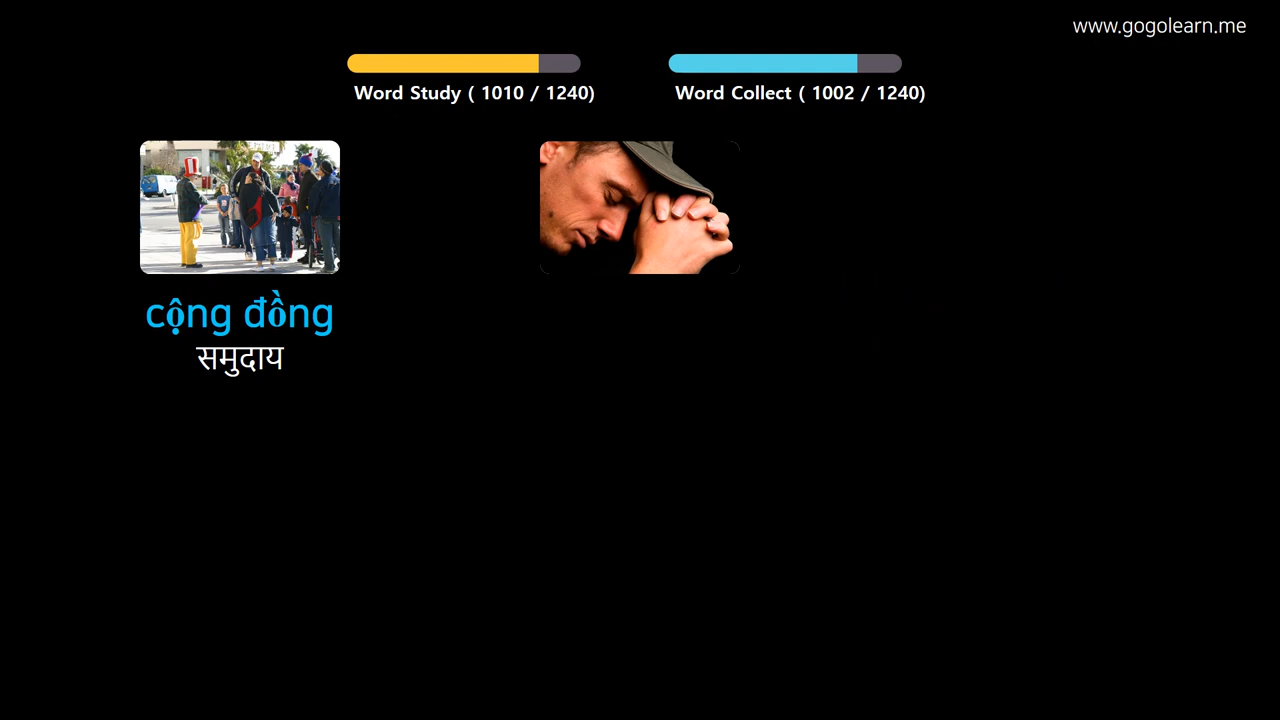 www.gogolearn.me
Word Study ( 1010 / 1240)
Word Collect ( 1002 / 1240)
cộng đồng
समुदाय